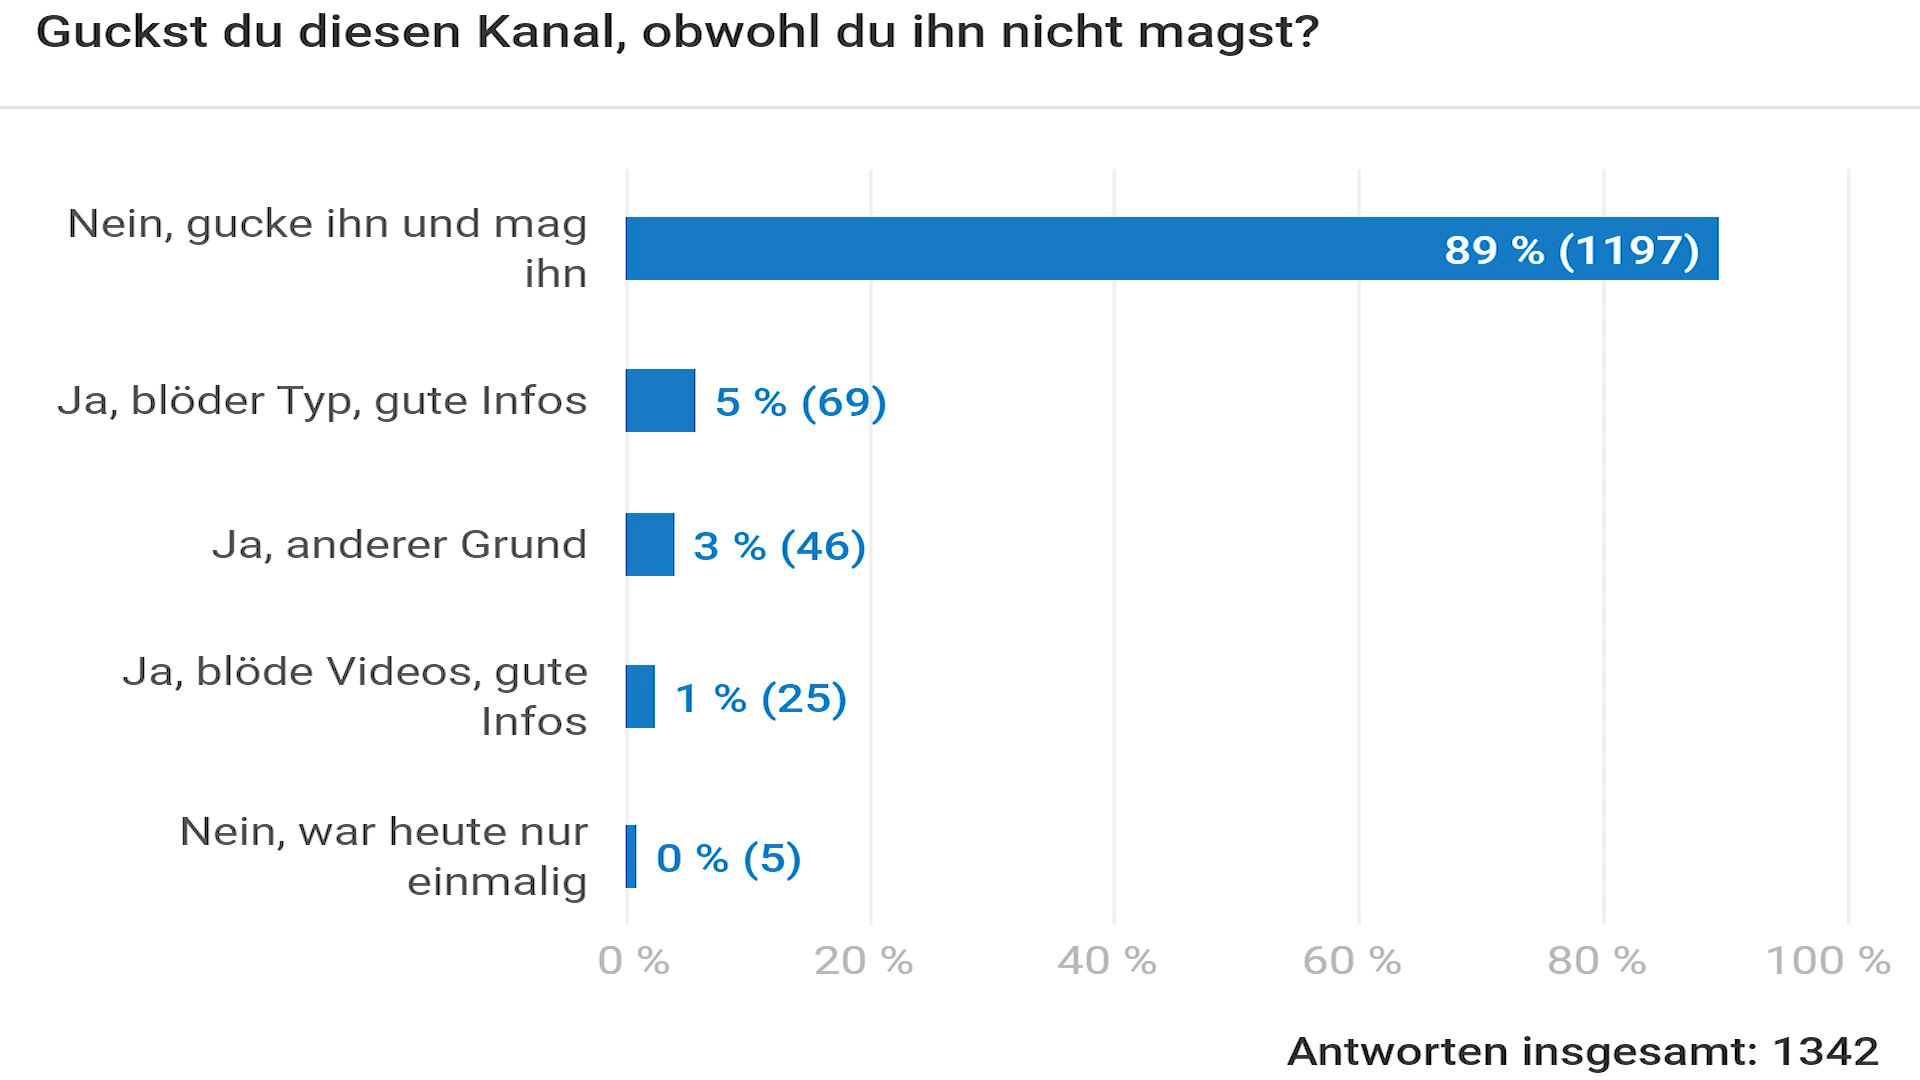 Guckst du diesen Kanal, obwohl du ihn nicht magst?
Nein, gucke ihn und mag
ihn
89 % (1197)
Ja, blöder Typ, gute Infos
5 % (69)
Ja, anderer Grund
3 % (46)
Ja, blöde Videos, gute
Infos
1 % (25)
Nein, war heute nur
einmalig
0 % (5)
0 % 20 % 40 % 60 % 80 % 100 %
Antworten insgesamt: 1342